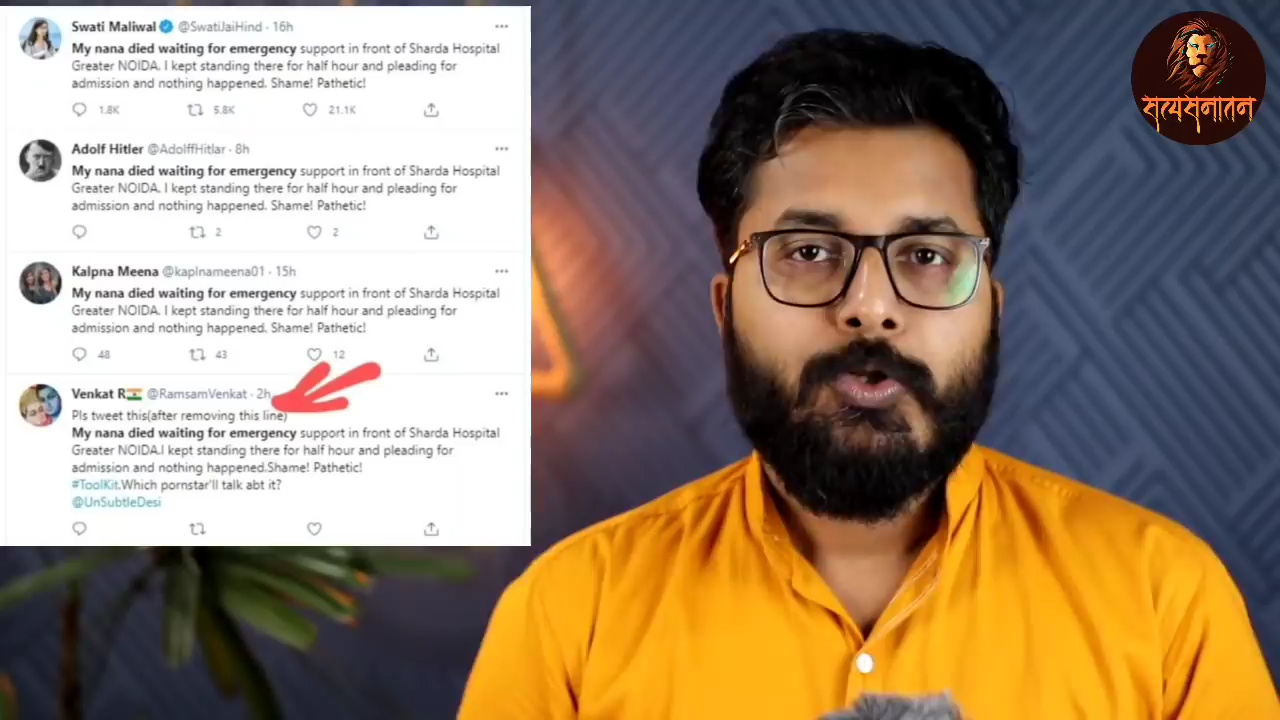 Swati Maliwal @SwatiJaiHind · 16h
My nana died waiting for emergency support in front of Sharda Hospital
Greater NOIDA. I kept standing there for half hour and pleading for
admission and nothing happened. Shame! Pathetic!
1.8K 5.8K 21.1K
Adolf Hitler @AdolffHitlar · 8h
My nana died waiting for emergency support in front of Sharda Hospital
Greater NOIDA. I kept standing there for half hour and pleading for
admission and nothing happened. Shame! Pathetic!
2 2
Kalpna Meena @kaplnameena01 · 15h
My nana died waiting for emergency support in front of Sharda Hospital
Greater NOIDA. I kept standing there for half hour and pleading for
admission and nothing happened. Shame! Pathetic!
48 43 12
Venkat R @RamsamVenkat · 2h
Pls tweet this(after removing this line)
My nana died waiting for emergency support in front of Sharda Hospital
Greater NOIDA.I kept standing there for half hour and pleading for
admission and nothing happened.Shame! Pathetic!
#ToolKit.Which pornstar'll talk abt it?
@UnSubtleDesi
सत्यसनातन